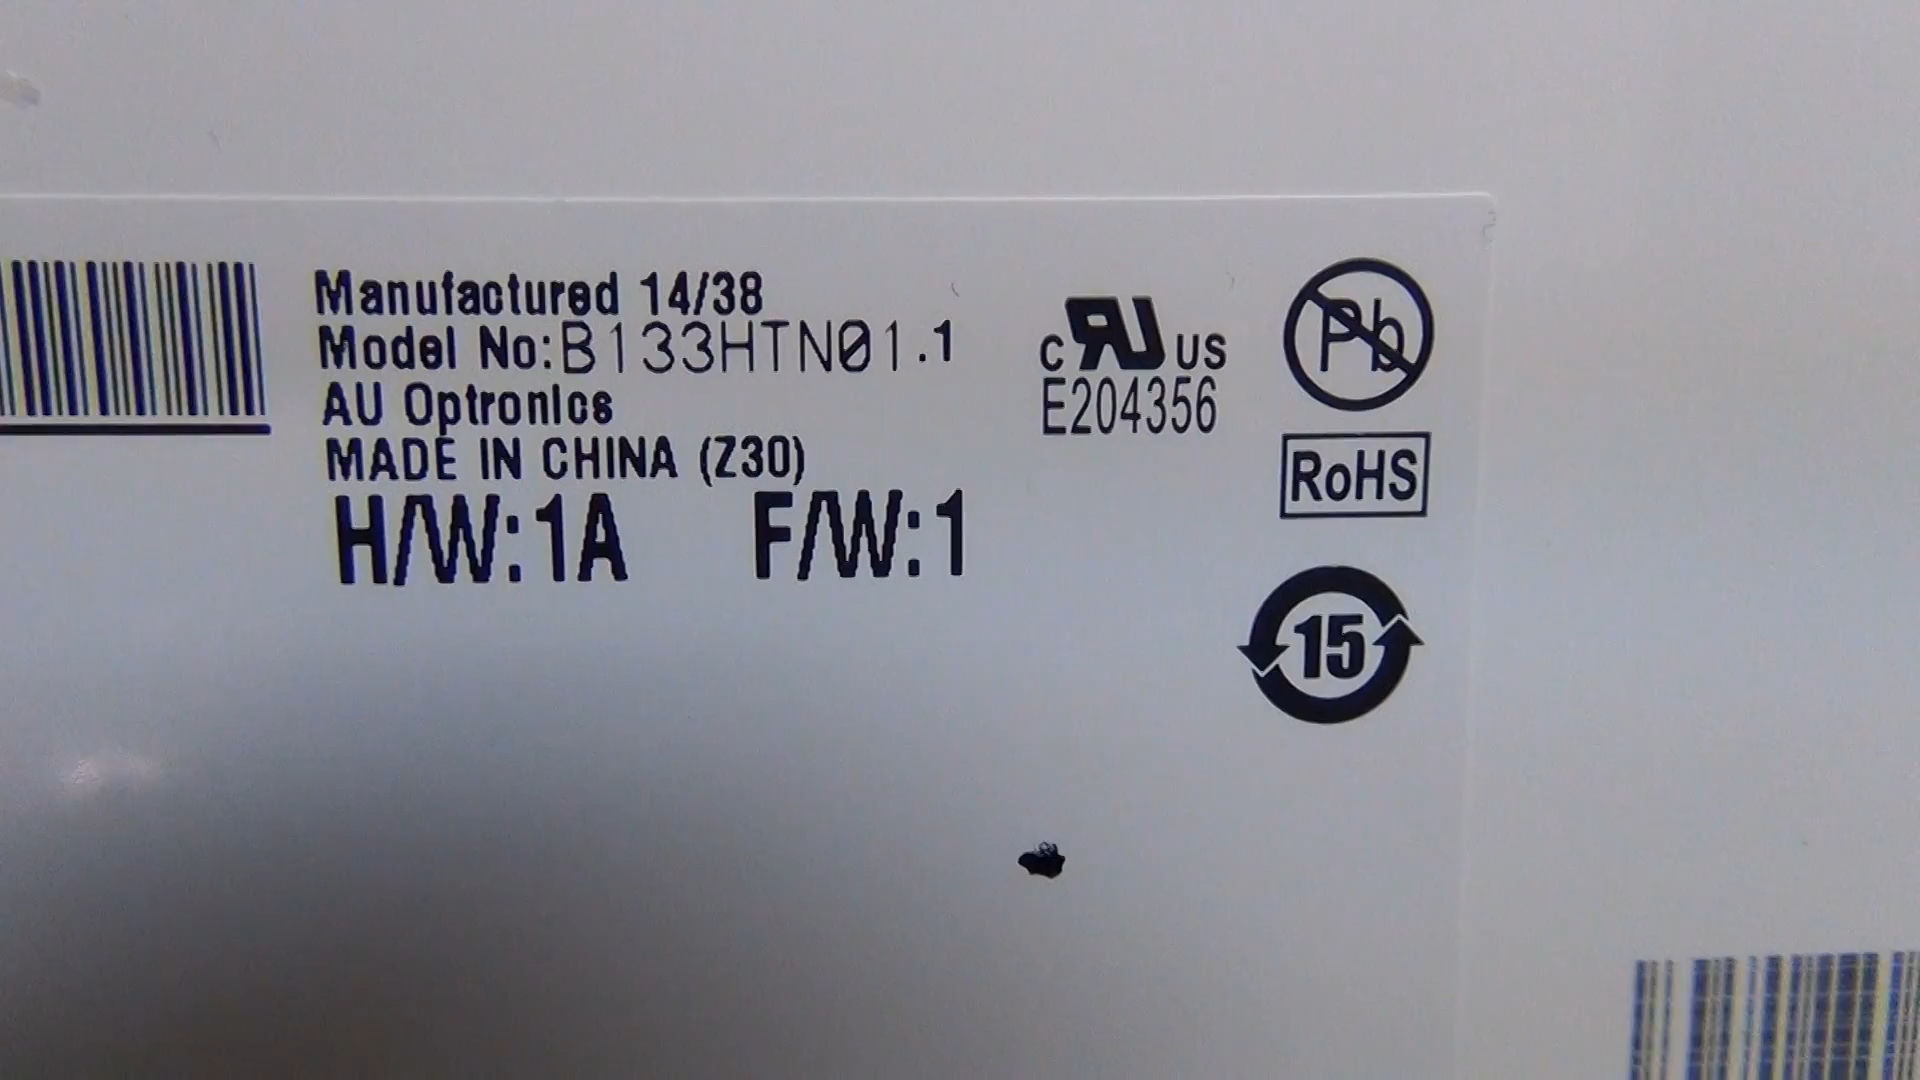 Manufactured 14/38
Model No:B133HTN01.1
AU Optronics
MADE IN CHINA (Z30)
H/W:1A F/W:1
c RU US
E204356
Pb
RoHS
15